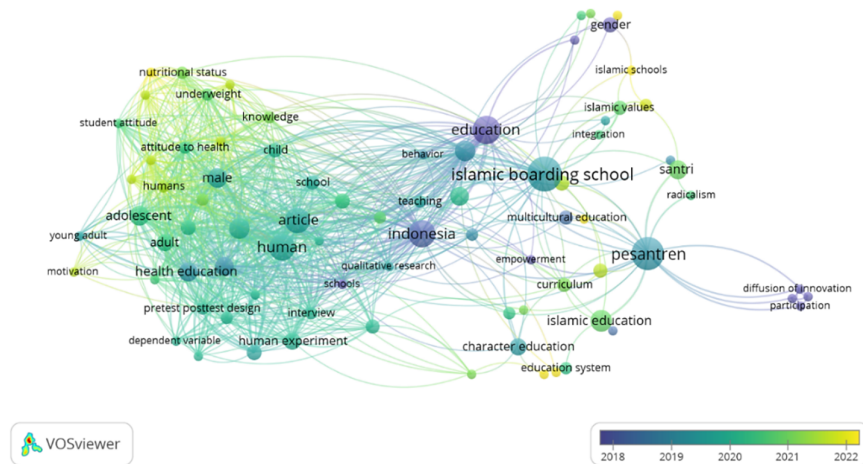 gender
nutritional status
islamic schools
underweight
islamic values
knowledge
student attitude
education
integration
attitude to health
child
behavior
islamic boarding school
santri
male
school
humans
radicalism
teaching
adolescent
article
multicultural education
young adult
indonesia
adult
human
pesantren
empowerment
qualitative research
motivation
health education
schools
curriculum
diffusion of innovation
participation
pretest posttest design
interview
islamic education
dependent variable
human experiment
character education
education system
VOSviewer
2018 2019 2020 2021 2022